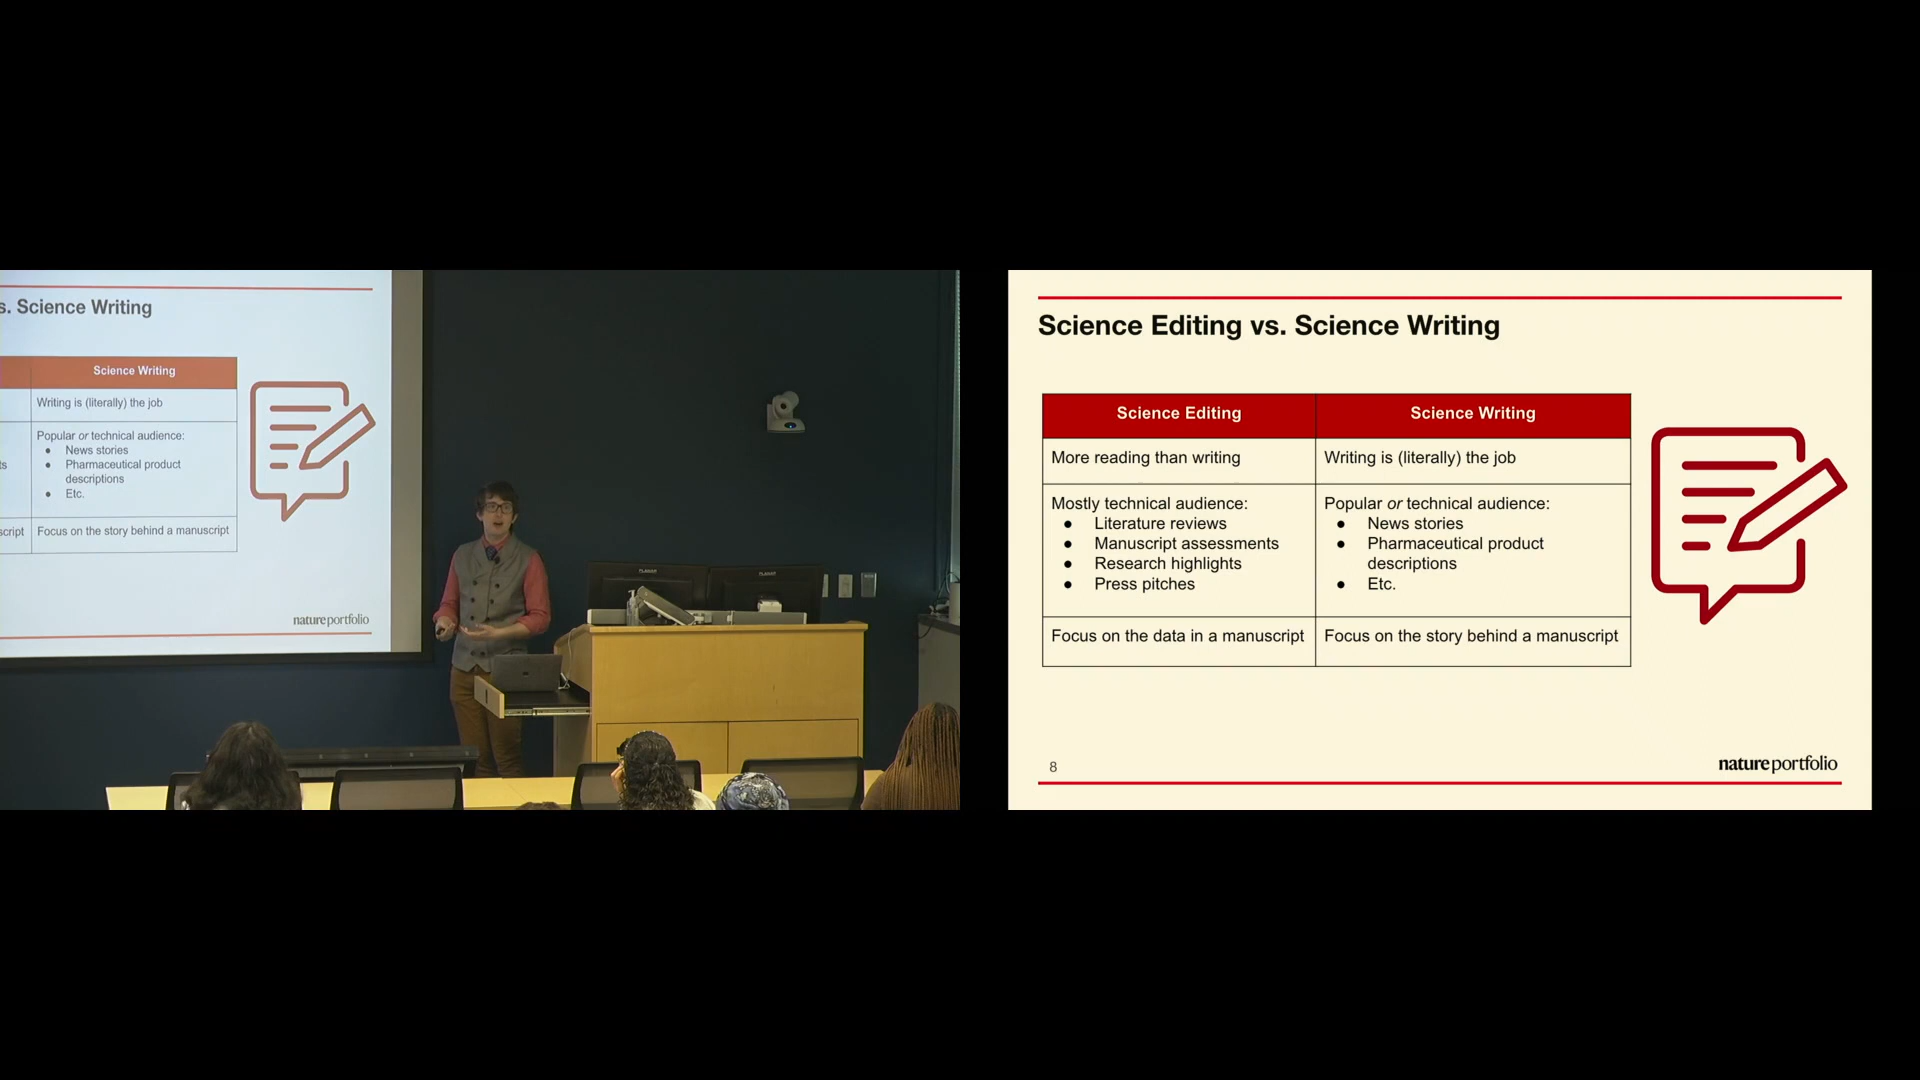 s. Science Writing
Science Writing
Writing is (literally) the job
Popular or technical audience:
● News stories
● Pharmaceutical product
descriptions
● Etc.
ts
script
Focus on the story behind a manuscript
nature portfolio
PLANAR
PLANAR
Science Editing vs. Science Writing
Science Editing
Science Writing
More reading than writing
Writing is (literally) the job
Mostly technical audience:
● Literature reviews
● Manuscript assessments
● Research highlights
● Press pitches
Popular or technical audience:
● News stories
● Pharmaceutical product
descriptions
● Etc.
Focus on the data in a manuscript
Focus on the story behind a manuscript
8
nature portfolio